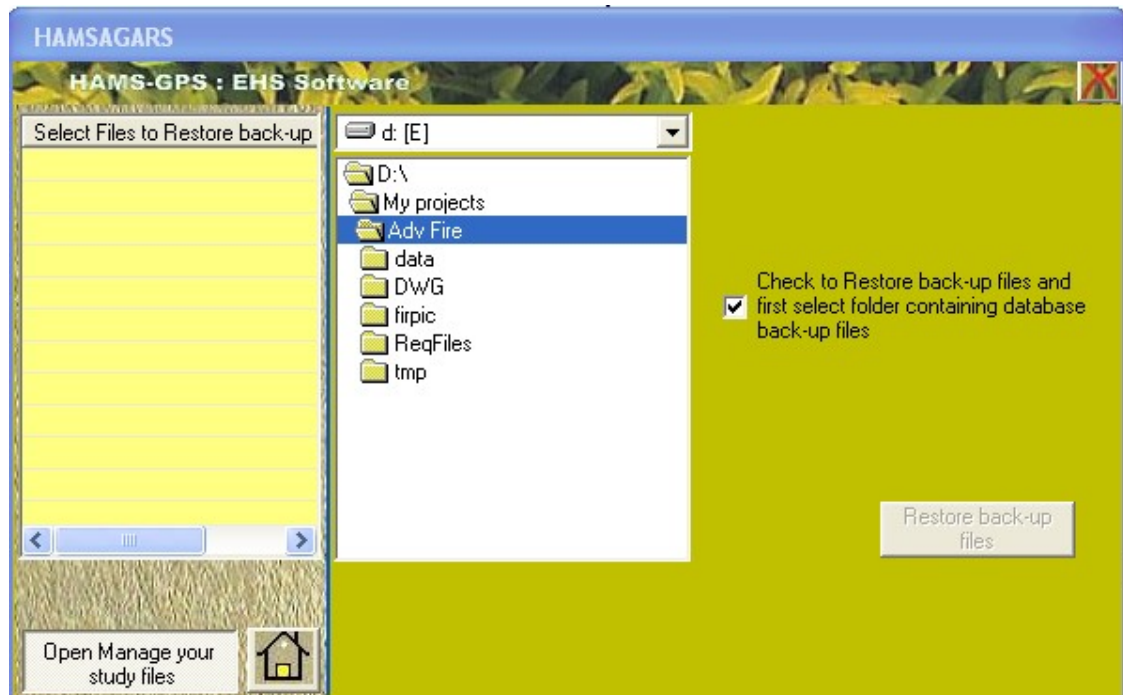 HAMSAGARS
HAMS-GPS : EHS Software
Select Files to Restore back-up
d: [E]
D:\
My projects
Adv Fire
data
DWG
firpic
ReqFiles
tmp
Check to Restore back-up files and
first select folder containing database
back-up files
Restore back-up
files
Open Manage your
study files